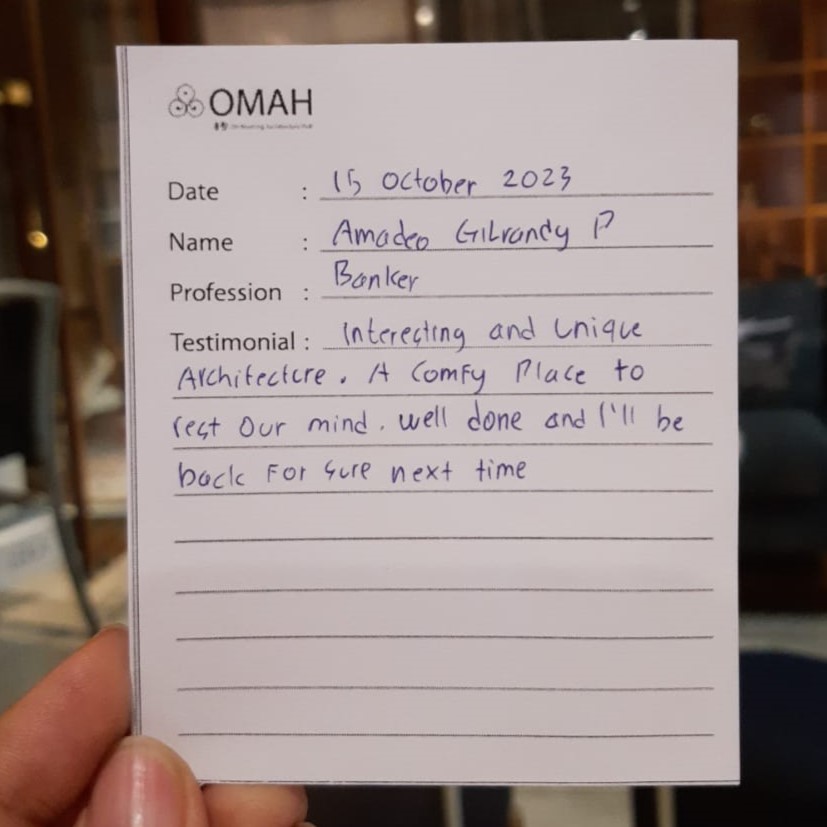 OMAH
Date : 15 October 2023
Name : Amadeo Gilrandy P
Profession : Banker
Testimonial : Interesting and Unique
Architecture. A Comfy Place to
rest Our mind. well done and I'll be
back For Sure next time